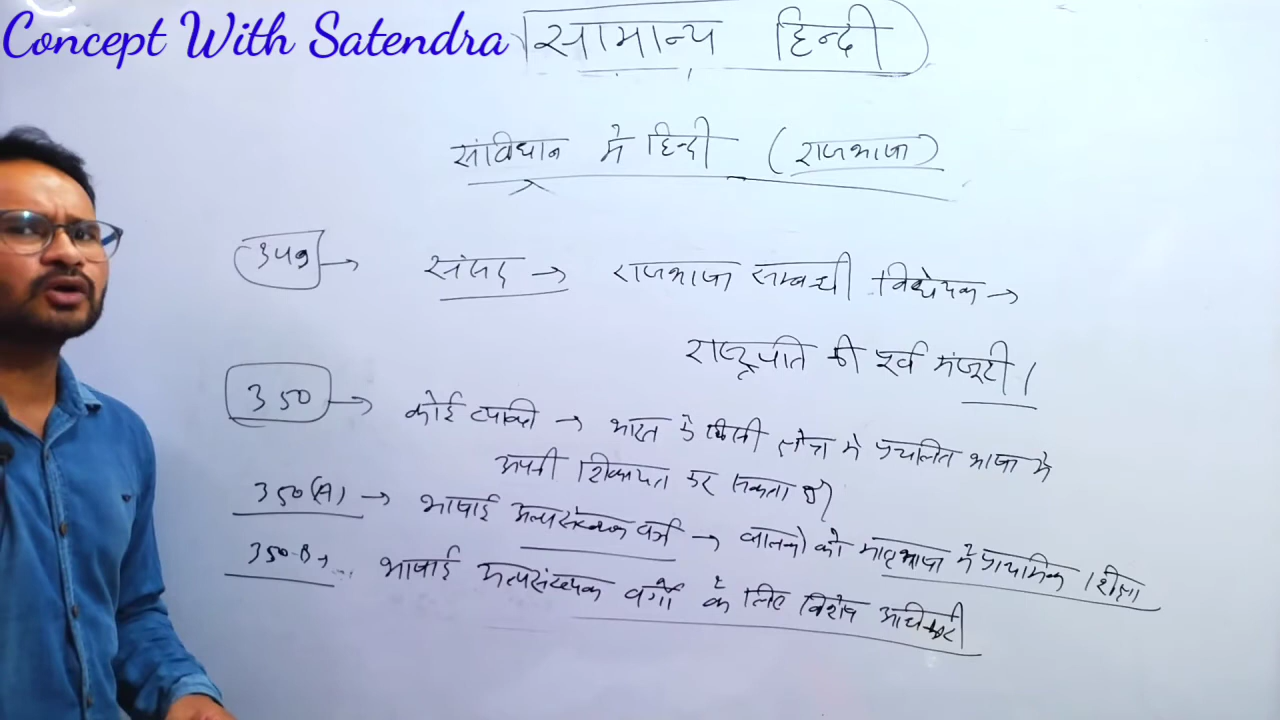 Concept With Satendra
सामान्य हिन्दी
संविधान मे हिन्दी (राजभाषा)
349 → संसद → राजभाषा सम्बन्धी विधेयक →
राष्ट्रपति की पूर्व मंजूरी।
350 → कोई व्यक्ति → भारत के किसी क्षेत्र मे प्रचलित भाषा मे
अपनी शिकायत कर सकता है।
350(A) → भाषाई अल्पसंख्यक वर्ग → बालको को मातृभाषा मे प्राथमिक शिक्षा
350-B → भाषाई अल्पसंख्यक वर्गों के लिए विशेष अधिकारी